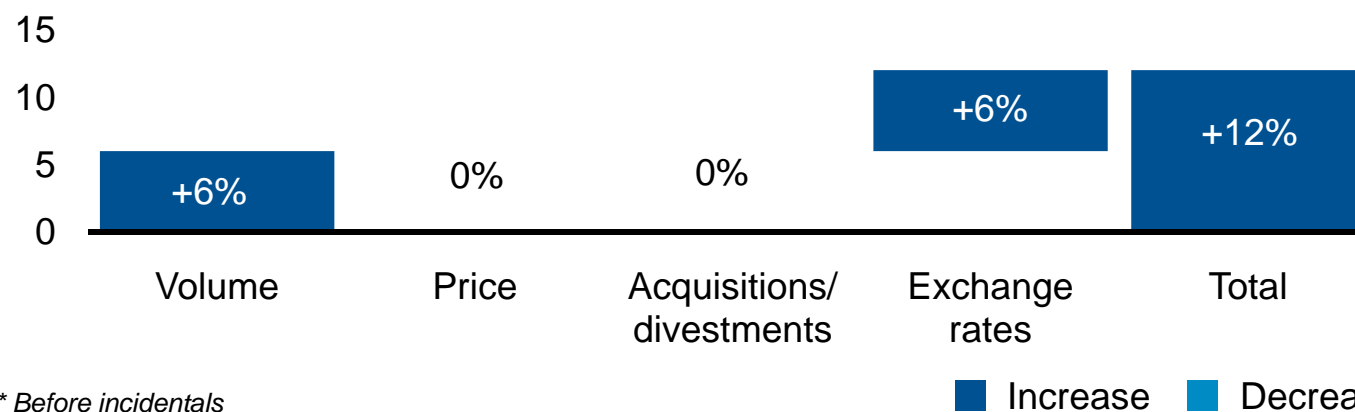 15
10
5
0
+6%
0%
0%
+6%
+12%
Volume
Price
Acquisitions/
divestments
Exchange
rates
Total
* Before incidentals
Increase
Decrea